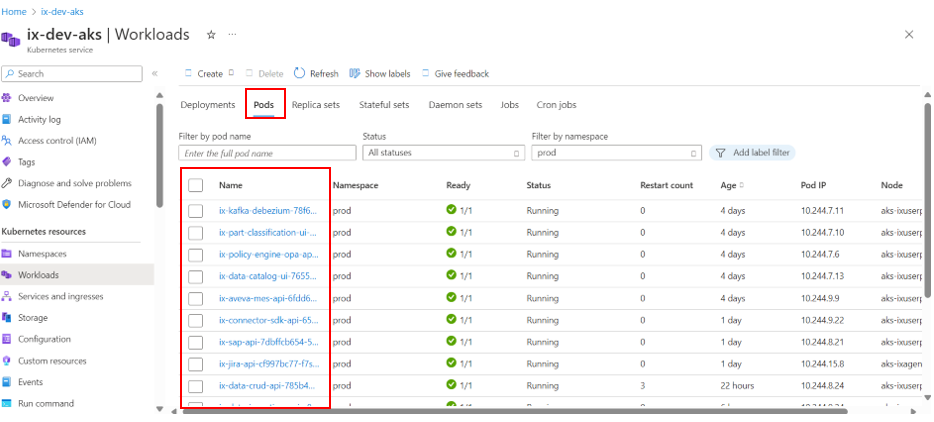 Home > ix-dev-aks
ix-dev-aks | Workloads ☆ ...
Kubernetes service
Search «
Create Delete Refresh Show labels Give feedback
Overview
Activity log
Access control (IAM)
Tags
Diagnose and solve problems
Microsoft Defender for Cloud
Kubernetes resources
Namespaces
Workloads
Services and ingresses
Storage
Configuration
Custom resources
Events
Run command
Deployments Pods Replica sets Stateful sets Daemon sets Jobs Cron jobs
Filter by pod name Status Filter by namespace
Enter the full pod name All statuses prod Add label filter
Name Namespace Ready Status Restart count Age Pod IP Node
ix-kafka-debezium-78f6... prod 1/1 Running 0 4 days 10.244.7.11 aks-ixuserp
ix-part-classification-ui-... prod 1/1 Running 0 4 days 10.244.7.10 aks-ixuserp
ix-policy-engine-opa-ap... prod 1/1 Running 0 4 days 10.244.7.6 aks-ixuserp
ix-data-catalog-ui-7655... prod 1/1 Running 0 4 days 10.244.7.13 aks-ixuserp
ix-aveva-mes-api-6fdd6... prod 1/1 Running 0 4 days 10.244.9.9 aks-ixuserp
ix-connector-sdk-api-65... prod 1/1 Running 0 1 day 10.244.9.22 aks-ixuserp
ix-sap-api-7dbffcb654-5... prod 1/1 Running 0 1 day 10.244.8.21 aks-ixuserp
ix-jira-api-cf997bc77-f7s... prod 1/1 Running 0 1 day 10.244.15.8 aks-ixagen
ix-data-crud-api-785b4... prod 1/1 Running 3 22 hours 10.244.8.24 aks-ixuserp